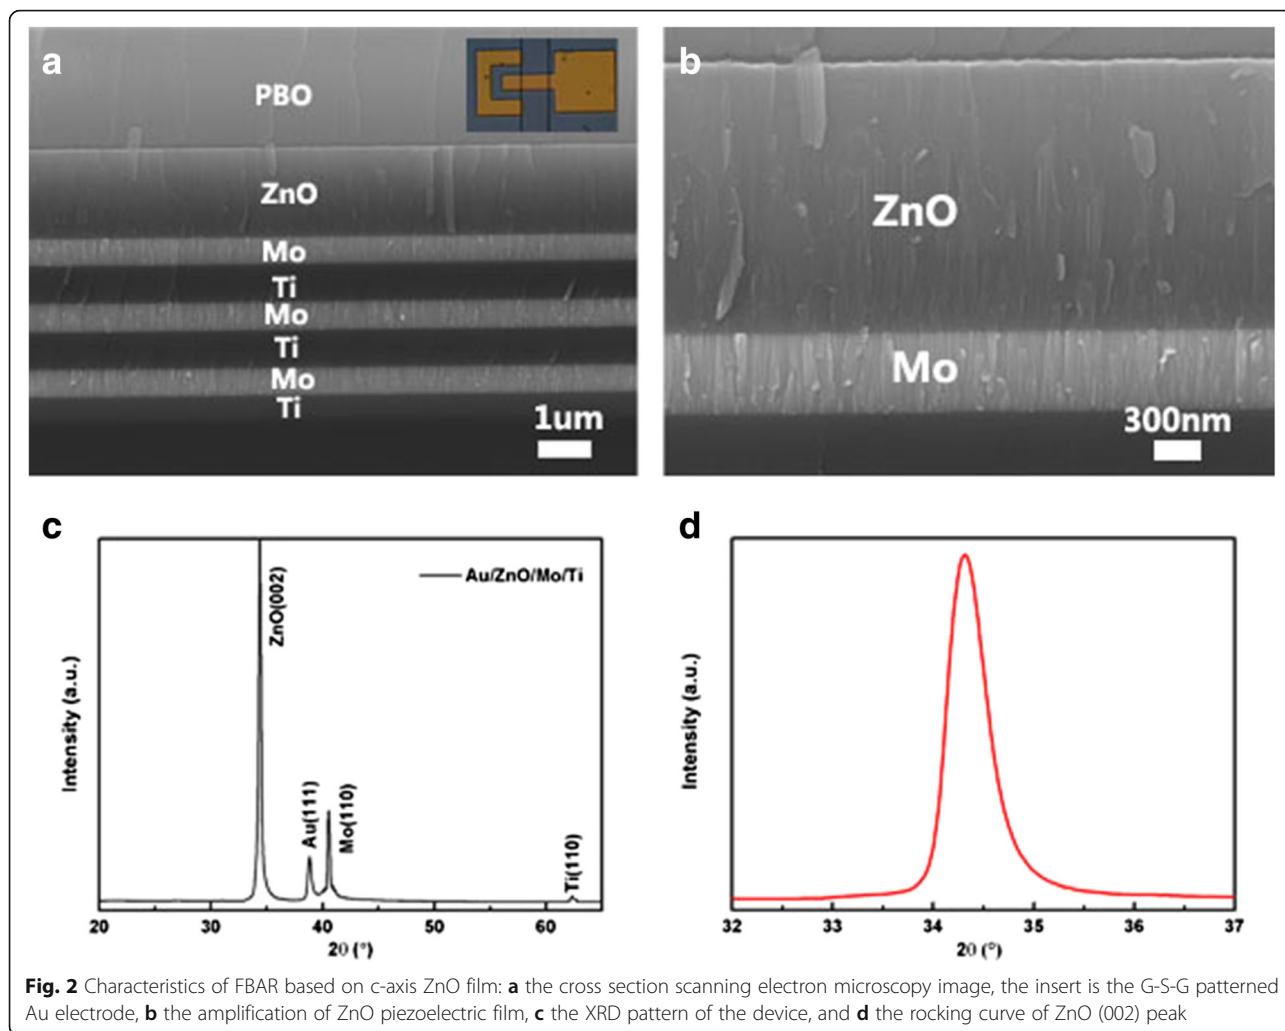 a
PBO
ZnO
Mo
Ti
Mo
Ti
Mo
Ti
1um
b
ZnO
Mo
300nm
c
Au/ZnO/Mo/Ti
ZnO(002)
Au(111)
Mo(110)
Ti(110)
Intensity (a.u.)
20 30 40 50 60
2θ (°)
d
Intensity (a.u.)
32 33 34 35 36 37
2θ (°)
Fig. 2 Characteristics of FBAR based on c-axis ZnO film: a the cross section scanning electron microscopy image, the insert is the G-S-G patterned
Au electrode, b the amplification of ZnO piezoelectric film, c the XRD pattern of the device, and d the rocking curve of ZnO (002) peak